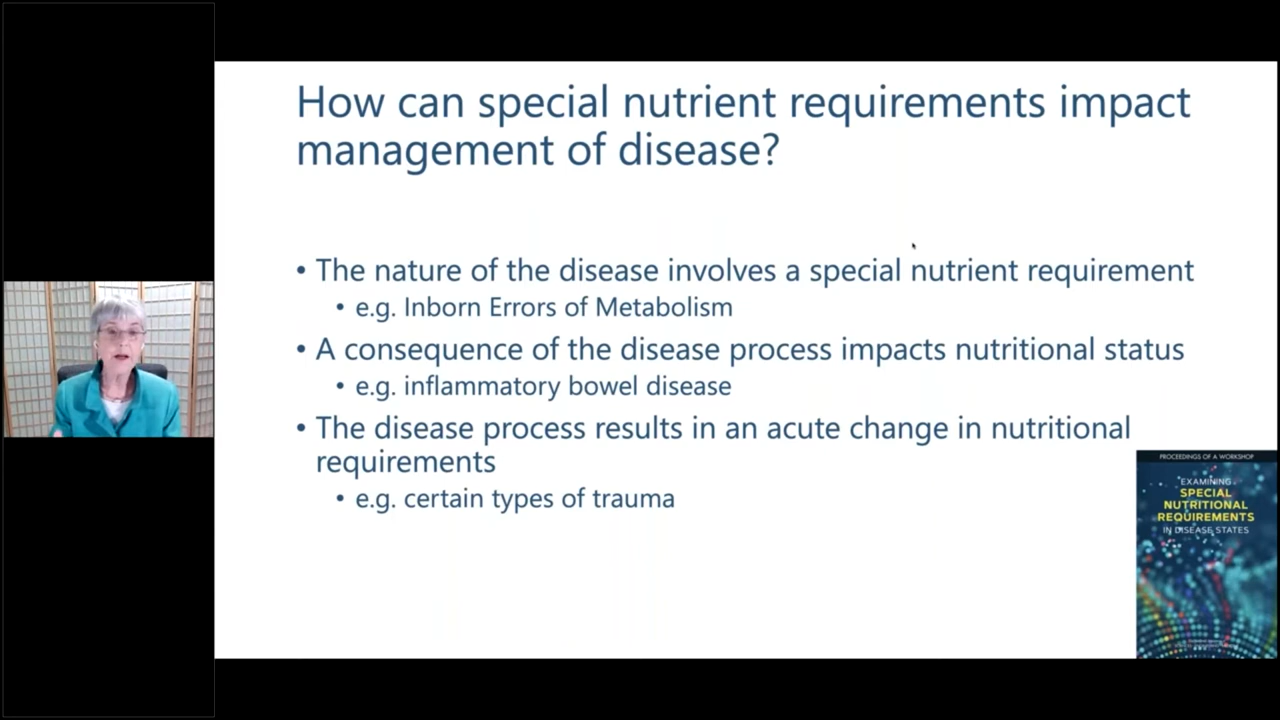 How can special nutrient requirements impact
management of disease?
• The nature of the disease involves a special nutrient requirement
• e.g. Inborn Errors of Metabolism
• A consequence of the disease process impacts nutritional status
• e.g. inflammatory bowel disease
• The disease process results in an acute change in nutritional
requirements
• e.g. certain types of trauma
PROCEEDINGS OF A WORKSHOP
EXAMINING
SPECIAL
NUTRITIONAL
REQUIREMENTS
IN DISEASE STATES